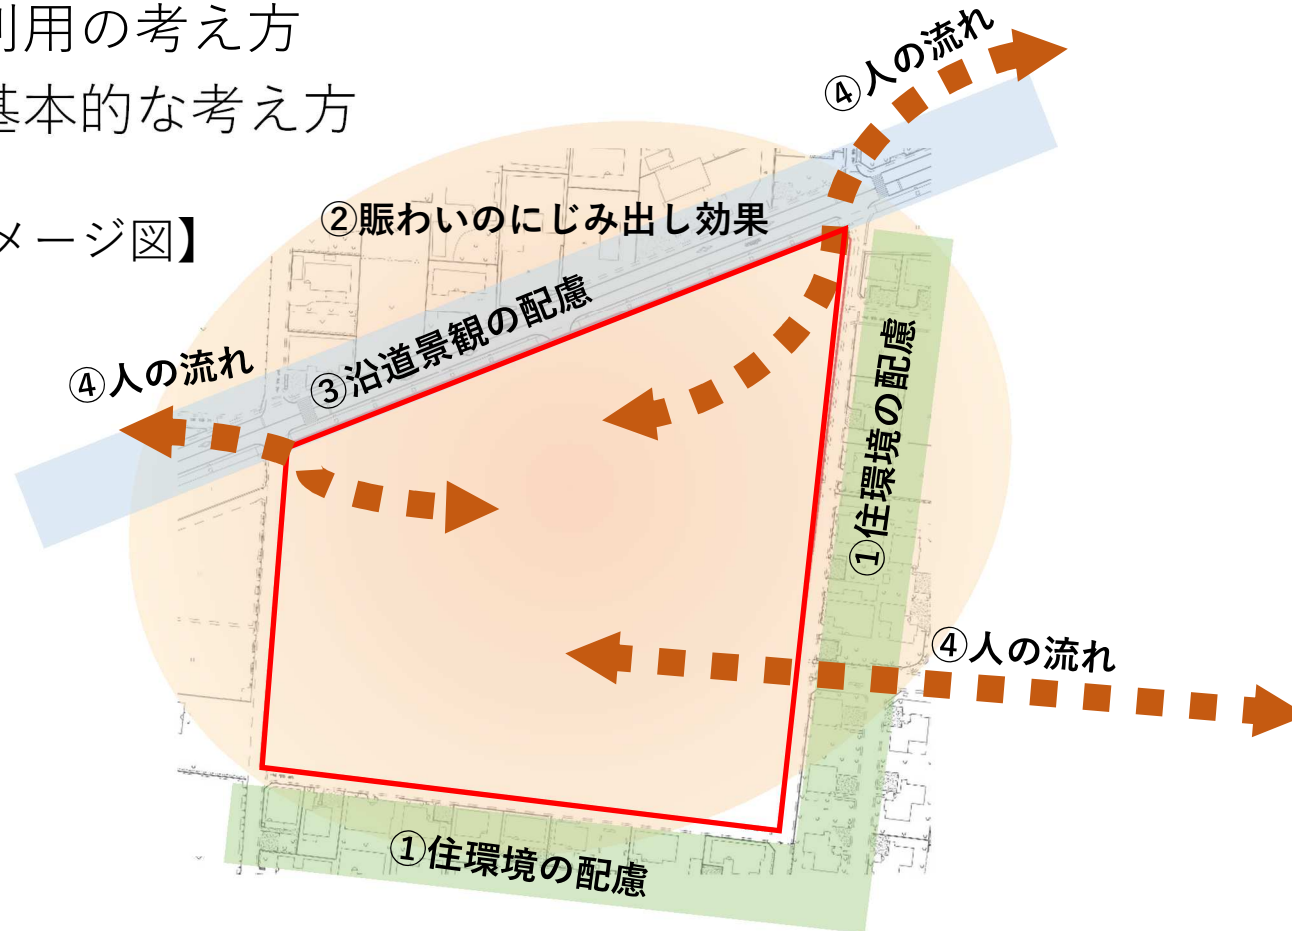 利用の考え方
基本的な考え方
メージ図】
④人の流れ
②賑わいのにじみ出し効果
③沿道景観の配慮
④人の流れ
①住環境の配慮
④人の流れ
①住環境の配慮